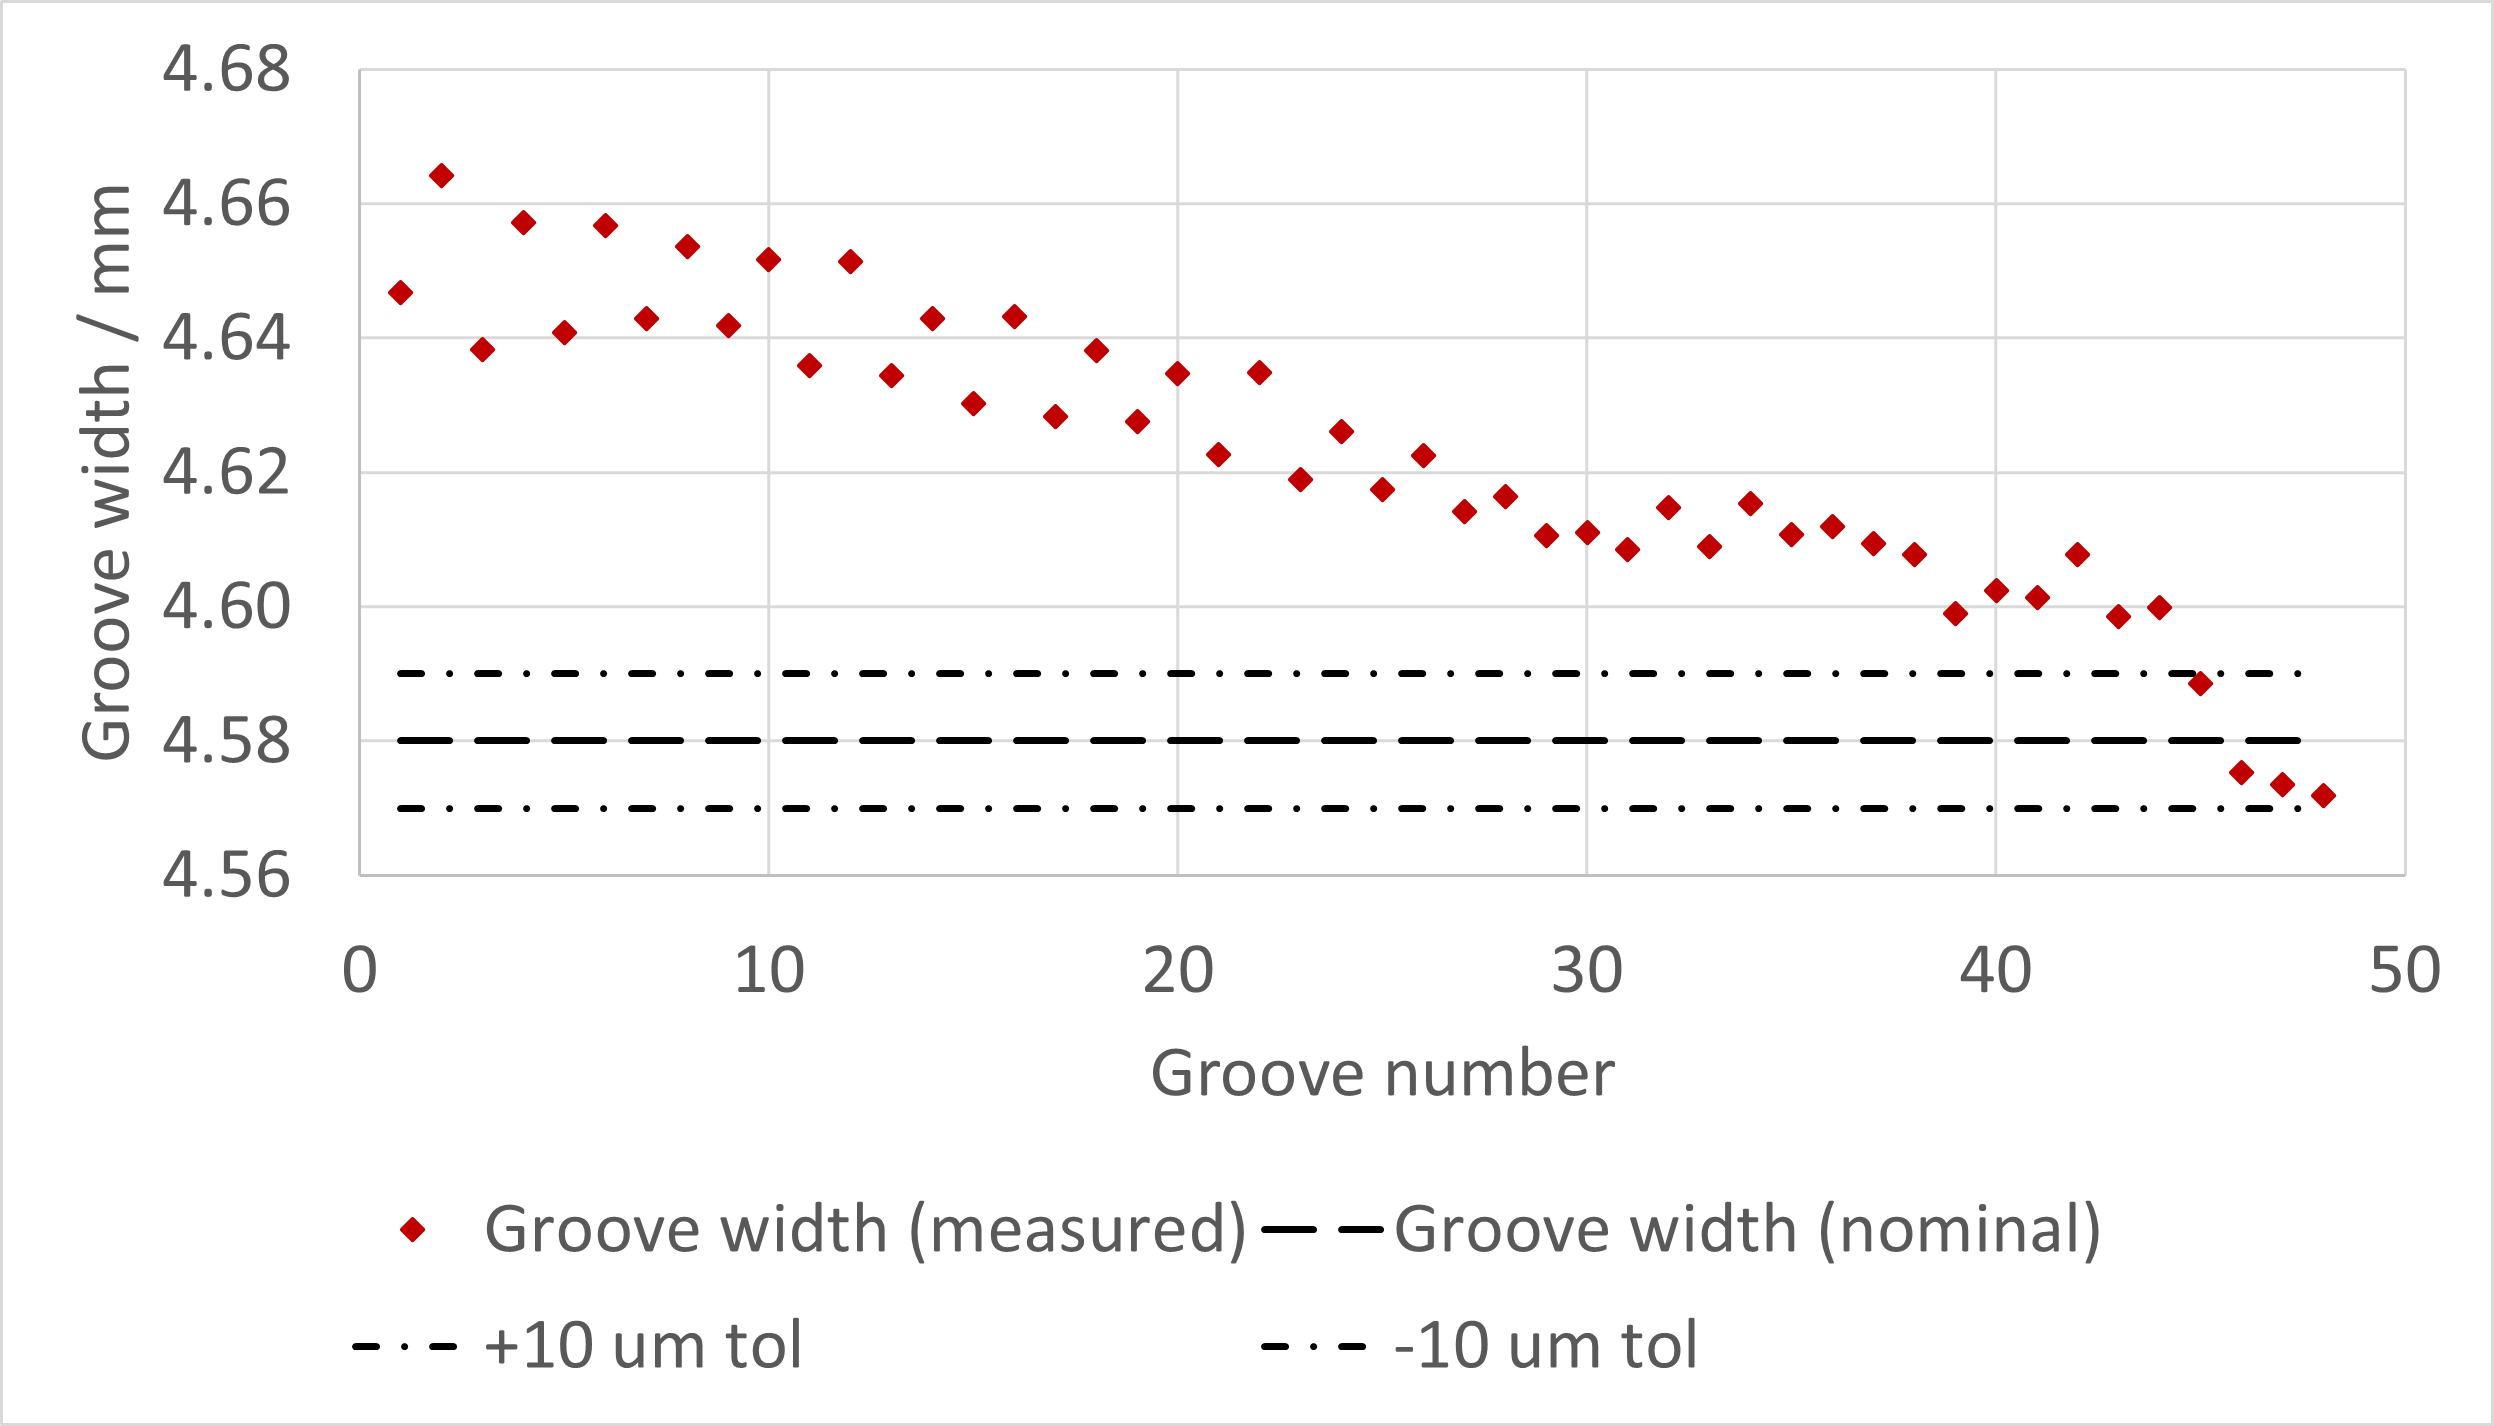 4.68
4.66
4.64
4.62
4.60
4.58
4.56
Groove width / mm
0 10 20 30 40 50
Groove number
Groove width (measured) Groove width (nominal)
+10 um tol -10 um tol